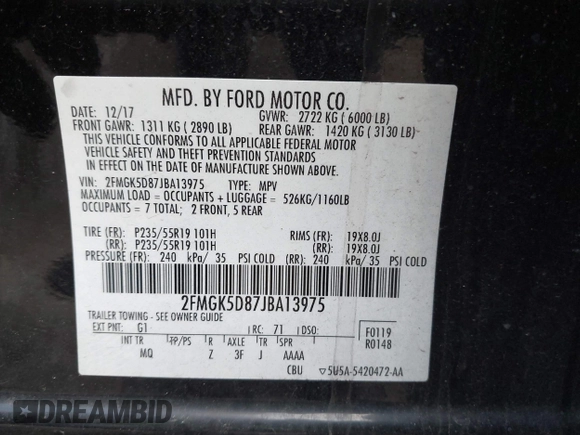 MFD. BY FORD MOTOR CO.
DATE: 12/17 GVWR: 2722 KG ( 6000 LB)
FRONT GAWR: 1311 KG ( 2890 LB) REAR GAWR: 1420 KG ( 3130 LB)
THIS VEHICLE CONFORMS TO ALL APPLICABLE FEDERAL MOTOR
VEHICLE SAFETY AND THEFT PREVENTION STANDARDS
IN EFFECT ON THE DATE OF MANUFACTURE SHOWN ABOVE.
VIN: 2FMGK5D87JBA13975 TYPE: MPV
MAXIMUM LOAD = OCCUPANTS + LUGGAGE = 526KG/1160LB
OCCUPANTS = 7 TOTAL; 2 FRONT, 5 REAR
TIRE (FR): P235/55R19 101H RIMS (FR): 19X8.0J
(RR): P235/55R19 101H (RR): 19X8.0J
PRESSURE (FR): 240 kPa/ 35 PSI COLD (RR): 240 kPa/ 35 PSI COLD
2FMGK5D87JBA13975
TRAILER TOWING - SEE OWNER GUIDE
EXT PNT: G1 RC: 71 DSO: F0119
R0148
INT TR TP/PS R AXLE TR SPR
MQ Z 3F J AAAA
CBU ▽5U5A-5420472-AA
DREAMBID